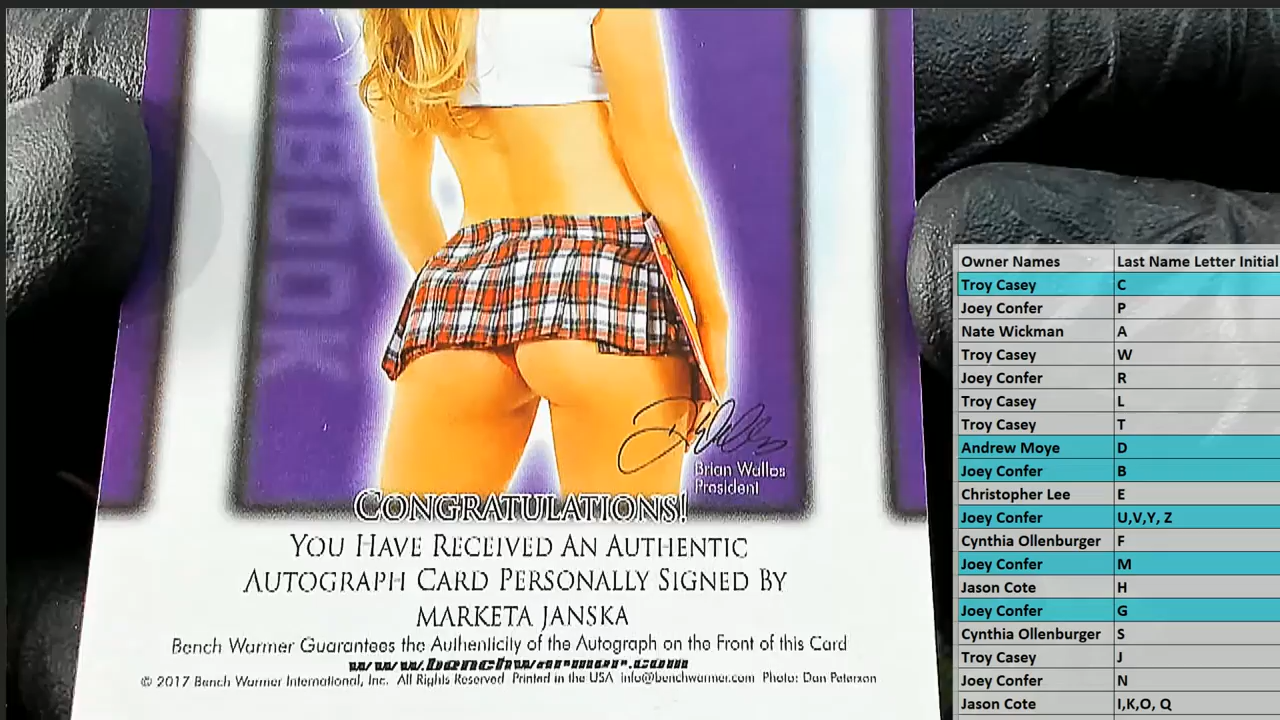 YEARBOOK
Brian Wallos
President
CONGRATULATIONS!
YOU HAVE RECEIVED AN AUTHENTIC
AUTOGRAPH CARD PERSONALLY SIGNED BY
MARKETA JANSKA
Bench Warmer Guarantees the Authenticity of the Autograph on the Front of this Card
www.benchwarmer.com
© 2017 Bench Warmer International, Inc. All Rights Reserved Printed in the USA info@benchwarmer.com Photo: Dan Peterson
Owner Names Last Name Letter Initial
Troy Casey C
Joey Confer P
Nate Wickman A
Troy Casey W
Joey Confer R
Troy Casey L
Troy Casey T
Andrew Moye D
Joey Confer B
Christopher Lee E
Joey Confer U,V,Y, Z
Cynthia Ollenburger F
Joey Confer M
Jason Cote H
Joey Confer G
Cynthia Ollenburger S
Troy Casey J
Joey Confer N
Jason Cote I,K,O, Q